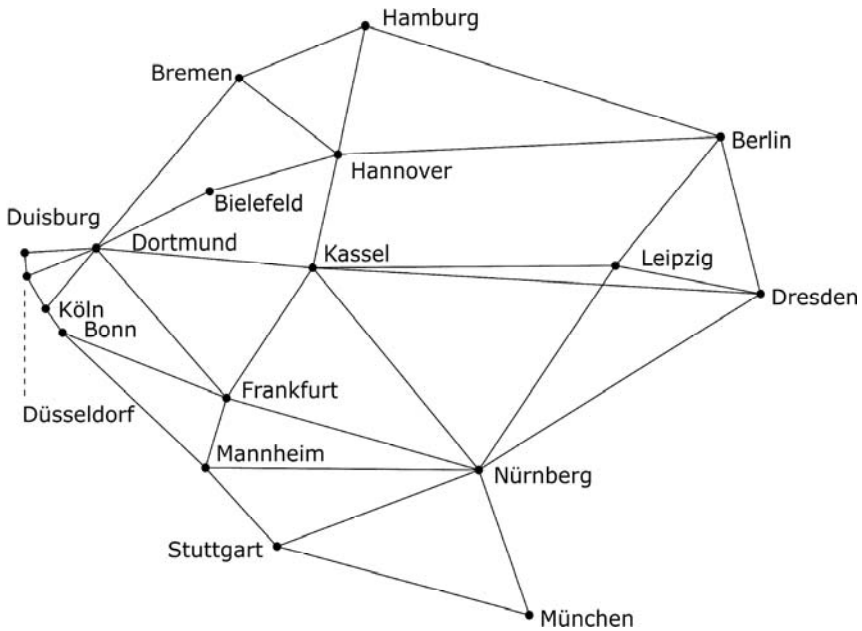 Hamburg
Bremen
Berlin
Hannover
Bielefeld
Duisburg
Dortmund
Kassel
Leipzig
Dresden
Köln
Bonn
Frankfurt
Düsseldorf
Mannheim
Nürnberg
Stuttgart
München